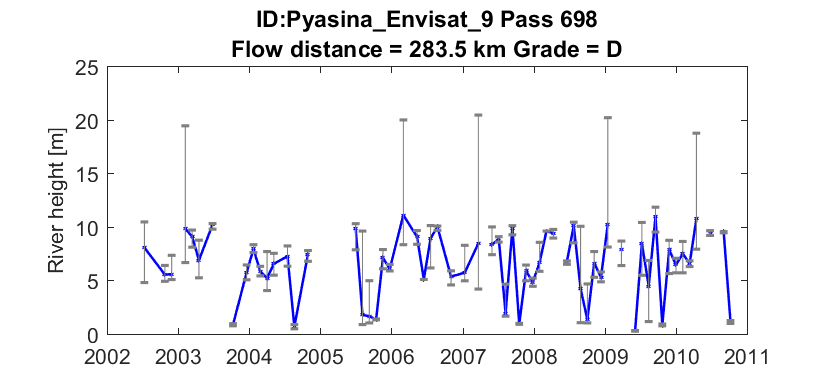 ID:Pyasina_Envisat_9 Pass 698
Flow distance = 283.5 km Grade = D
25
20
15
10
5
0
River height [m]
2002 2003 2004 2005 2006 2007 2008 2009 2010 2011